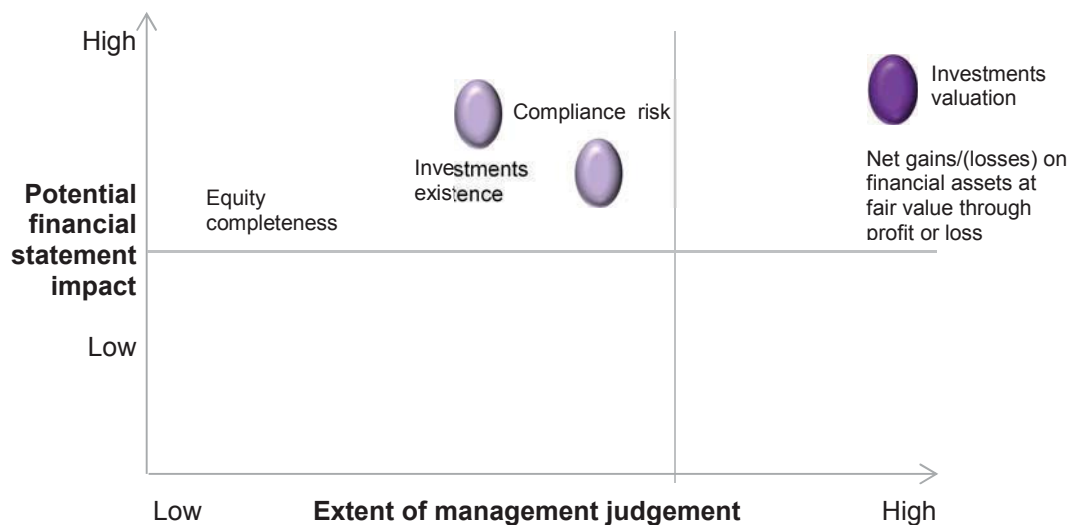 High
Investments
valuation
Compliance risk
Investments
existence
Net gains/(losses) on
financial assets at
fair value through
profit or loss
Equity
completeness
Potential
financial
statement
impact
Low
Low
Extent of management judgement
High